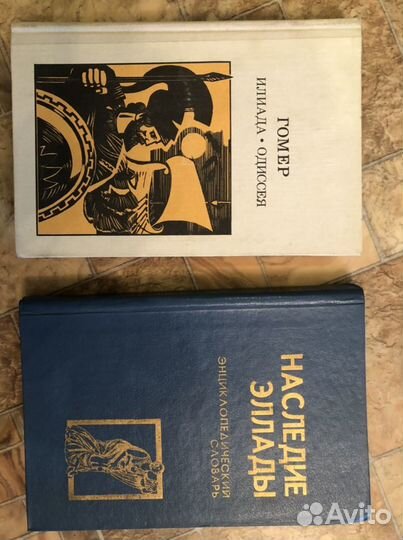 ГОМЕР
ИЛИАДА • ОДИССЕЯ
НАСЛЕДИЕ
ЭЛЛАДЫ
ЭНЦИКЛОПЕДИЧЕСКИЙ
СЛОВАРЬ
Avito